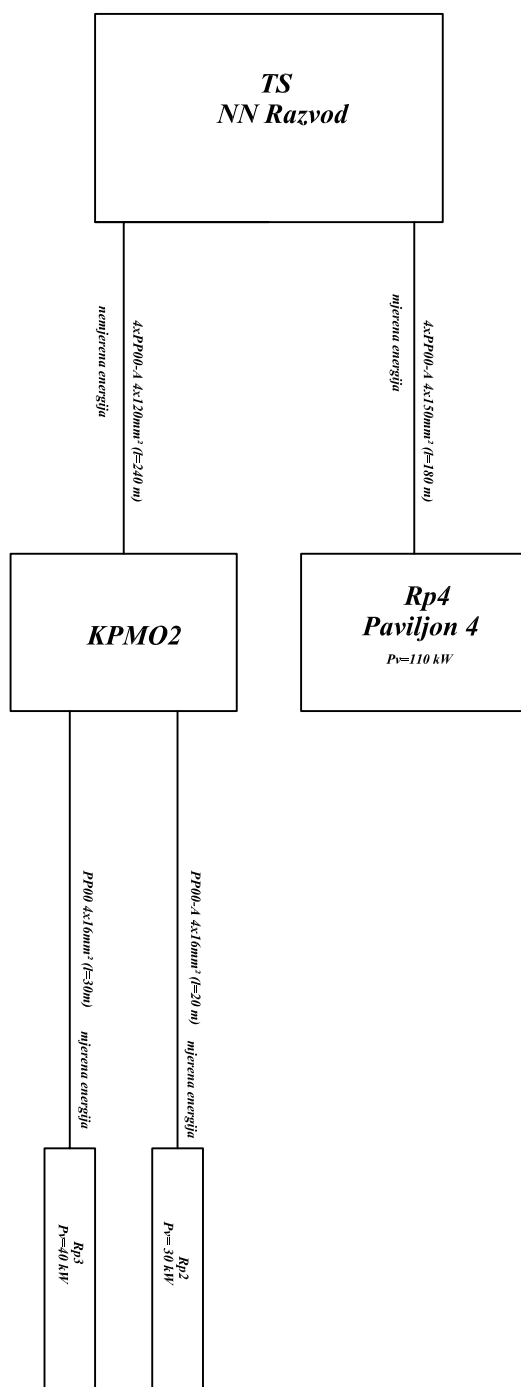 TS
NN Razvod
nemjerena energija
4xPP00-A 4x120mm² (l=240 m)
mjerena energija
4xPP00-A 4x150mm² (l=180 m)
KPMO2
Rp4
Paviljon 4
Pv=110 kW
PP00 4x16mm² (l=30m)
mjerena energija
PP00-A 4x16mm² (l=20 m)
mjerena energija
Rp3
Pv=40 kW
Rp2
Pv= 30 kW